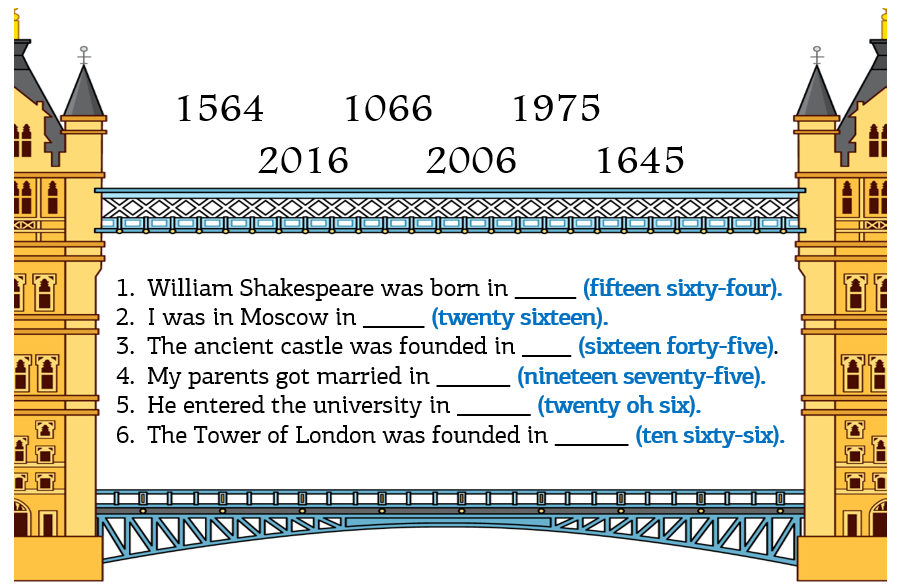 1564 1066 1975
2016 2006 1645
1. William Shakespeare was born in _____ (fifteen sixty-four).
2. I was in Moscow in _____ (twenty sixteen).
3. The ancient castle was founded in ____ (sixteen forty-five).
4. My parents got married in ______ (nineteen seventy-five).
5. He entered the university in ______ (twenty oh six).
6. The Tower of London was founded in ______ (ten sixty-six).